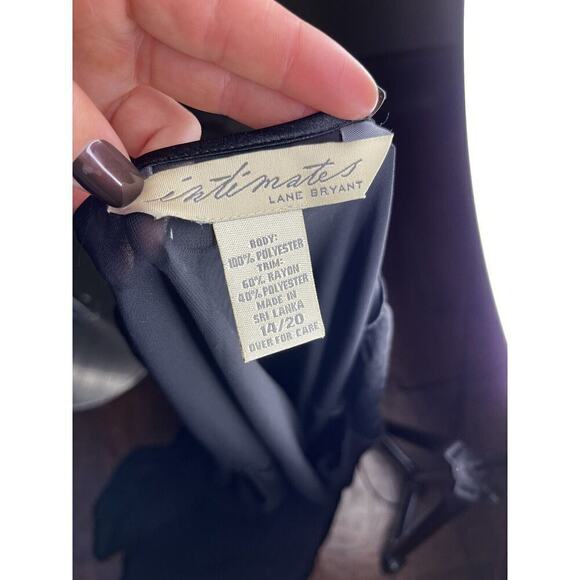 intimates
LANE BRYANT
BODY:
100% POLYESTER
TRIM:
60% RAYON
40% POLYESTER
MADE IN
SRI LANKA
14/20
OVER FOR CARE